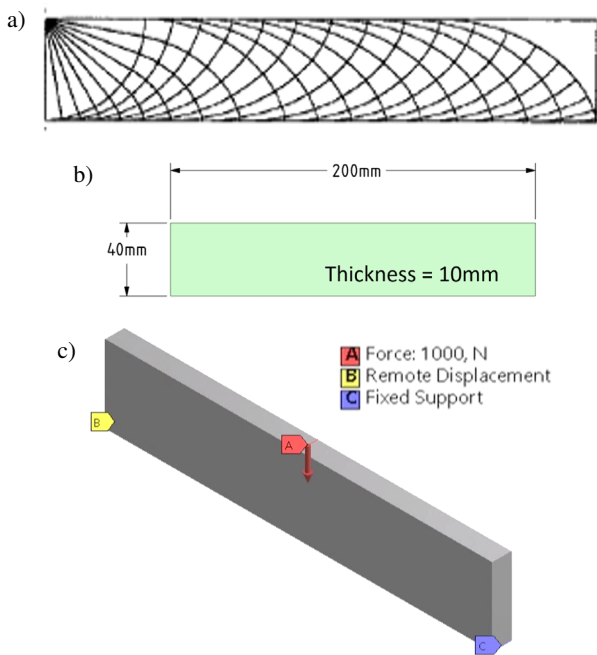 a)
b)
200mm
40mm
Thickness = 10mm
c)
A Force: 1000, N
B Remote Displacement
C Fixed Support
B
A
C